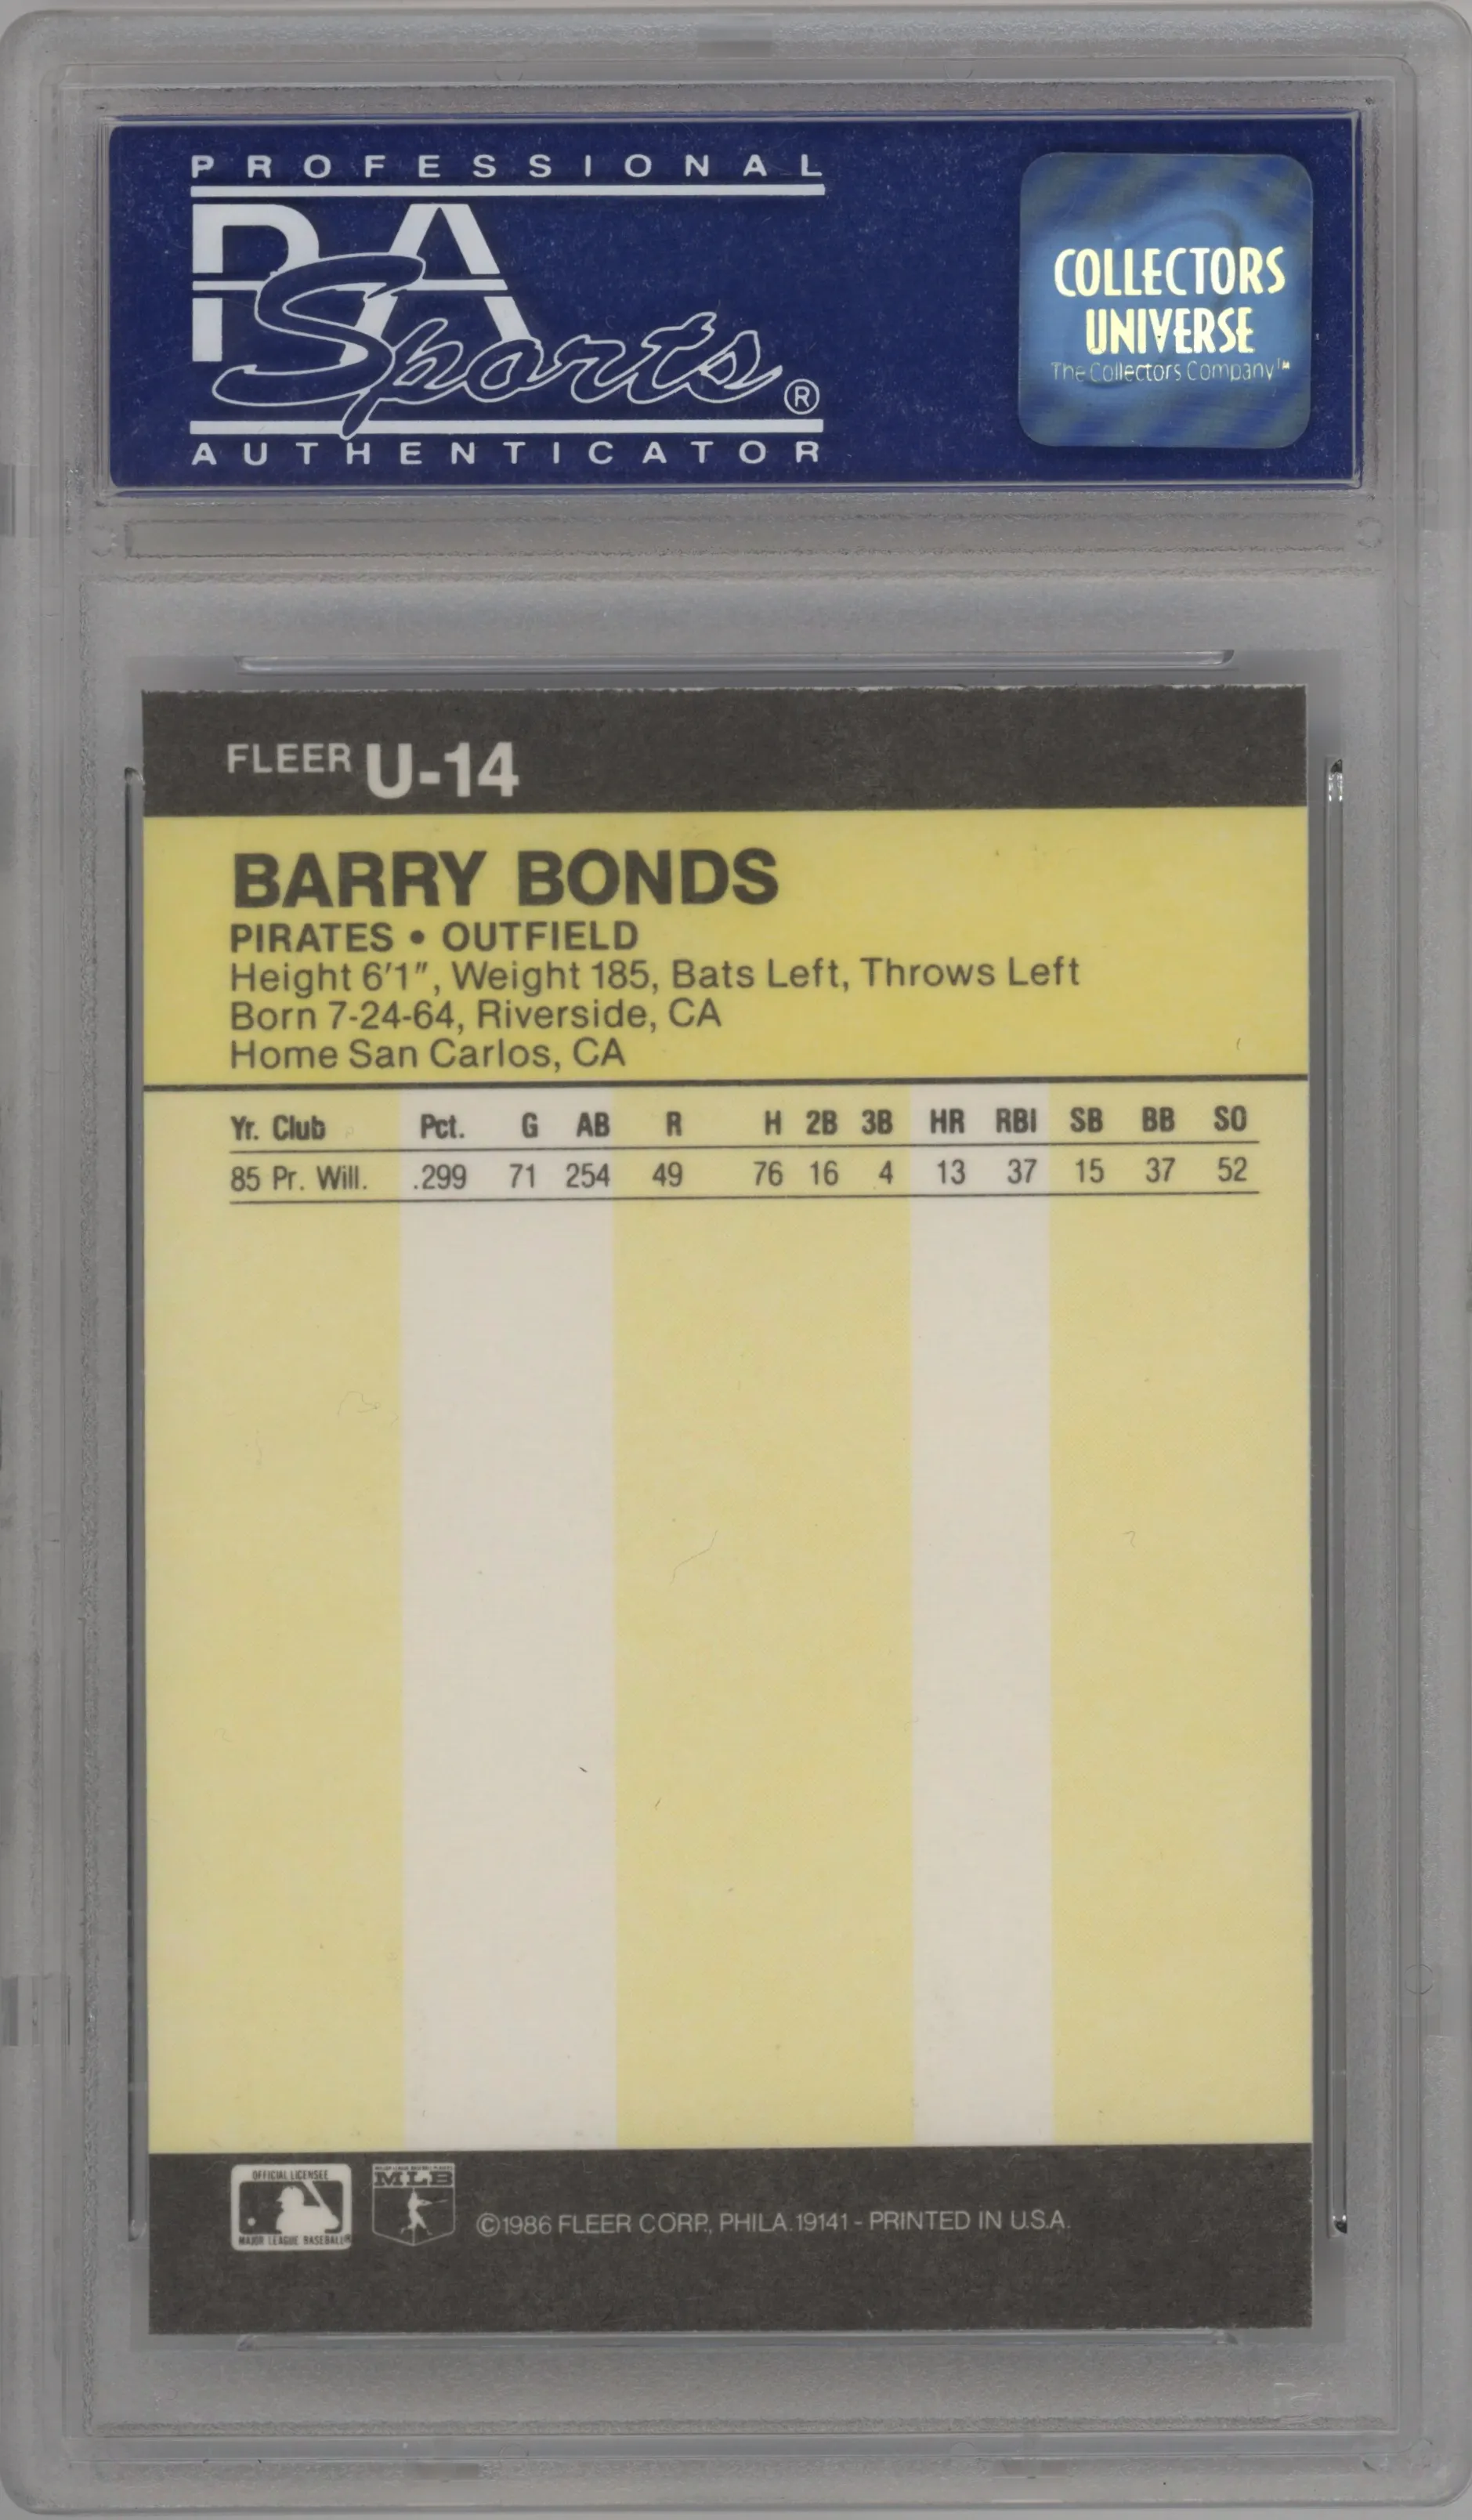 PROFESSIONAL
PSA
Sports®
AUTHENTICATOR
COLLECTORS
UNIVERSE
The Collectors Company™
FLEER U-14
BARRY BONDS
PIRATES • OUTFIELD
Height 6'1", Weight 185, Bats Left, Throws Left
Born 7-24-64, Riverside, CA
Home San Carlos, CA
Yr. Club Pct. G AB R H 2B 3B HR RBI SB BB SO
85 Pr. Will. .299 71 254 49 76 16 4 13 37 15 37 52
OFFICIAL LICENSEE
MAJOR LEAGUE BASEBALL®
MLB
©1986 FLEER CORP., PHILA. 19141 - PRINTED IN U.S.A.